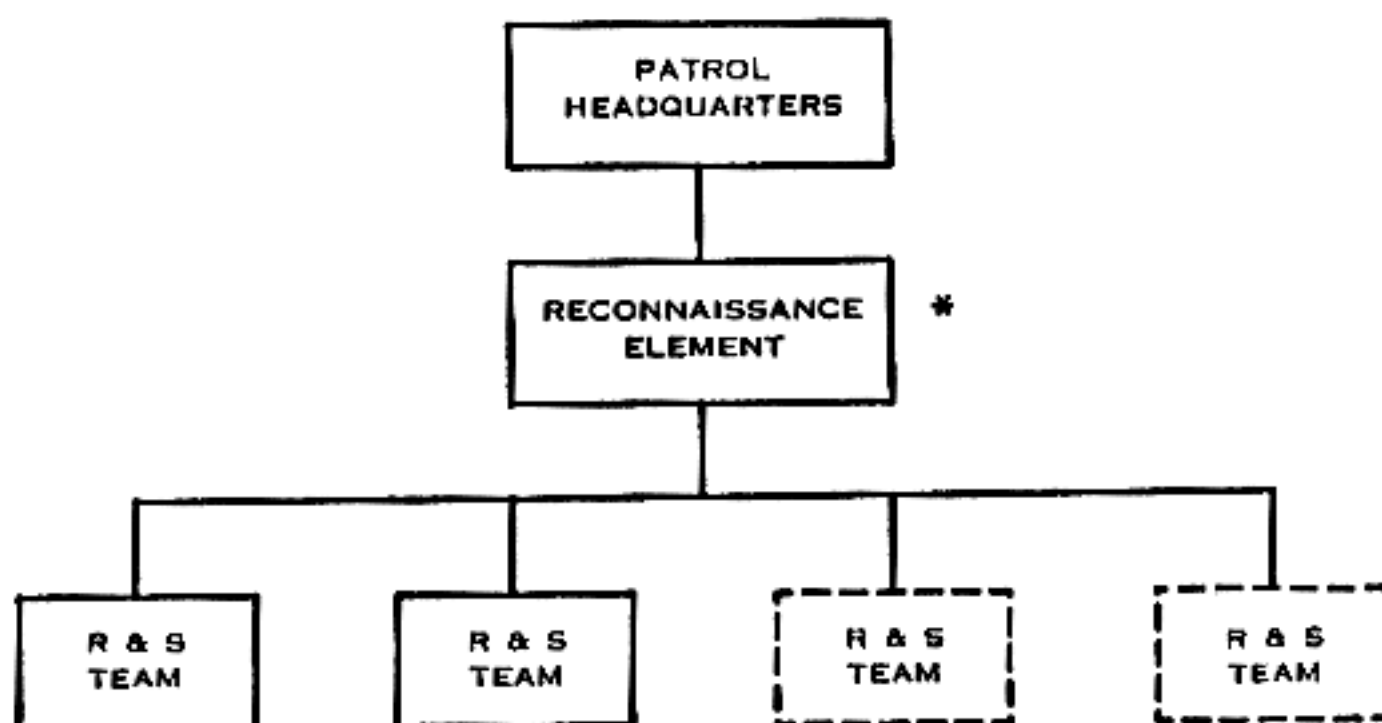 PATROL
HEADQUARTERS
RECONNAISSANCE
ELEMENT
*
R & S
TEAM
R & S
TEAM
R & S
TEAM
R & S
TEAM